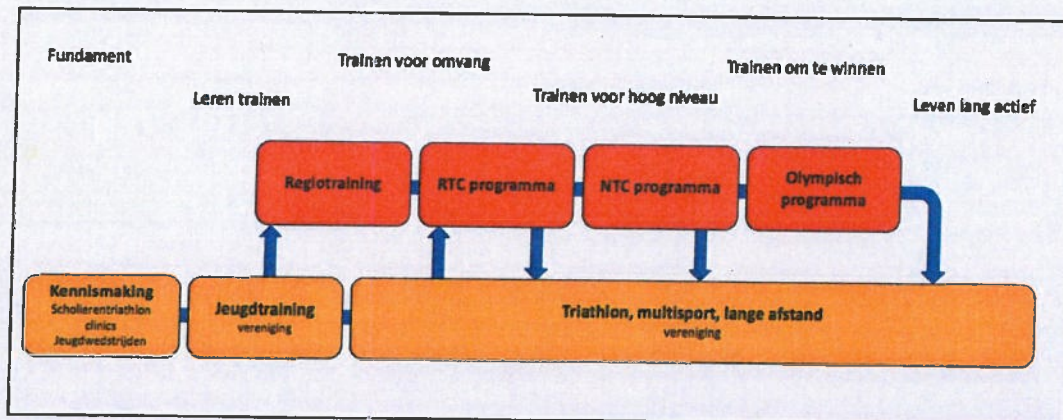 Fundament
Trainen voor omvang
Trainen om te winnen
Leren trainen
Trainen voor hoog niveau
Leven lang actief
Regiotraining
RTC programma
NTC programma
Olympisch
programma
Kennismaking
Scholierentriathlon
clinics
Jeugdwedstrijden
Jeugdtraining
vereniging
Triathlon, multisport, lange afstand
vereniging